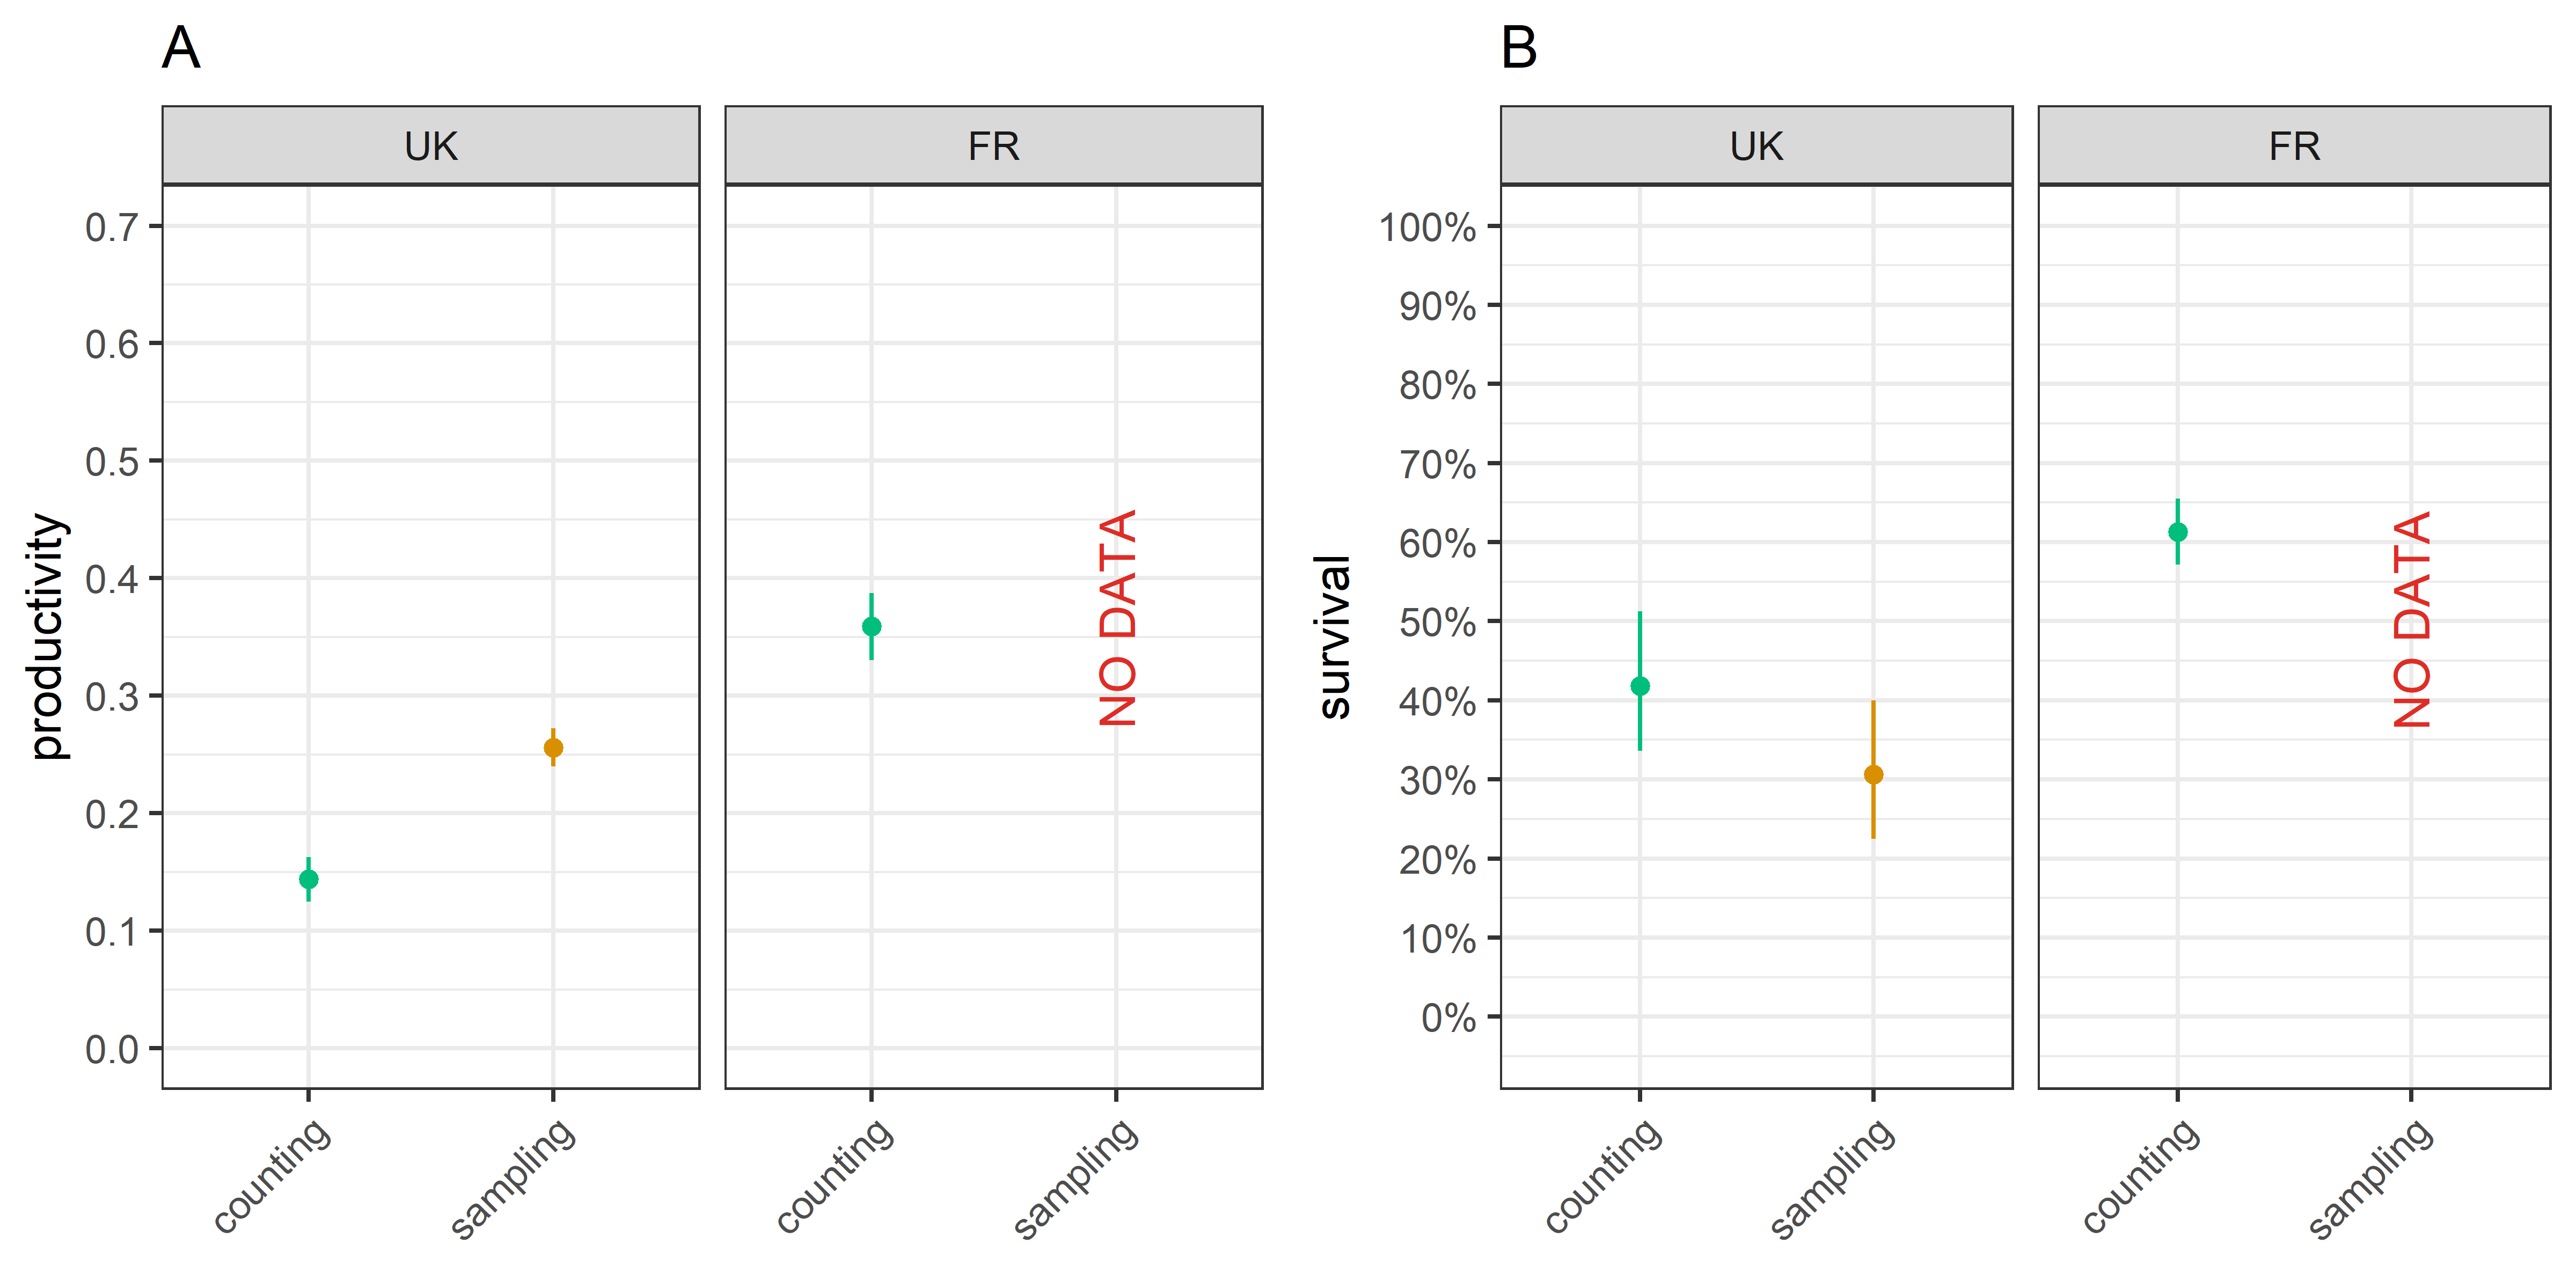 A
UK
FR
productivity
0.7
0.6
0.5
0.4
0.3
0.2
0.1
0.0
NO DATA
counting
sampling
counting
sampling
B
UK
FR
survival
100%
90%
80%
70%
60%
50%
40%
30%
20%
10%
0%
NO DATA
counting
sampling
counting
sampling